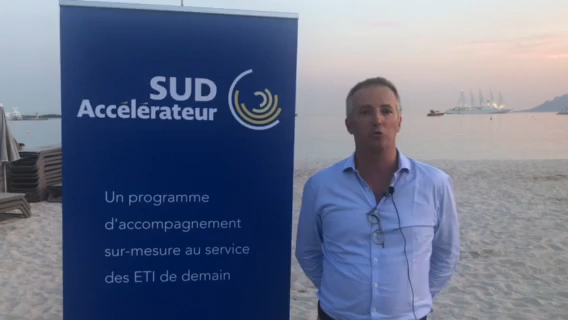 SUD
Accélérateur
Un programme
d'accompagnement
sur-mesure au service
des ETI de demain